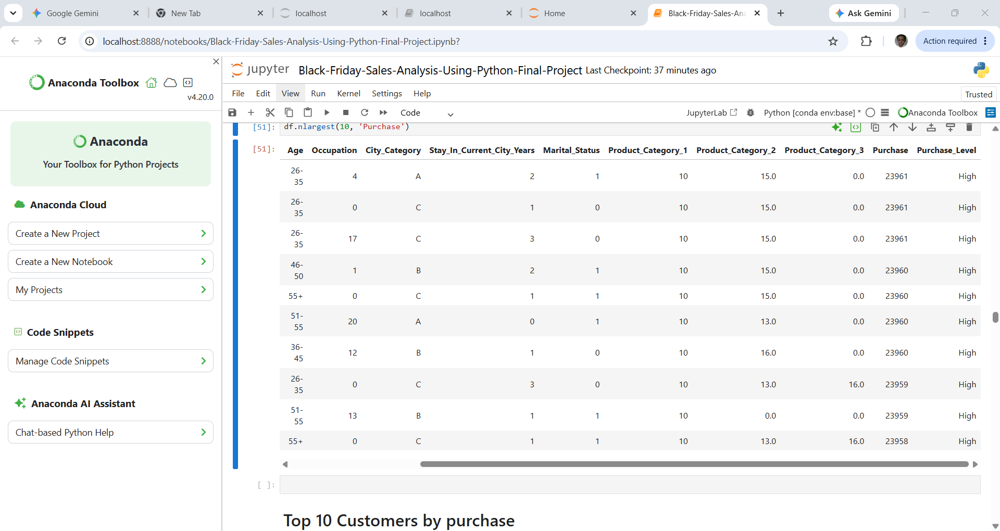 Google Gemini
New Tab
localhost
localhost
Home
Black-Friday-Sales-Ana
Ask Gemini
localhost:8888/notebooks/Black-Friday-Sales-Analysis-Using-Python-Final-Project.ipynb?
Action required
Anaconda Toolbox
v4.20.0
Anaconda
Your Toolbox for Python Projects
Anaconda Cloud
Create a New Project
Create a New Notebook
My Projects
Code Snippets
Manage Code Snippets
Anaconda AI Assistant
Chat-based Python Help
jupyter Black-Friday-Sales-Analysis-Using-Python-Final-Project Last Checkpoint: 37 minutes ago
File Edit View Run Kernel Settings Help
Trusted
Code
JupyterLab
Python [conda env:base] *
Anaconda Toolbox
[51]: df.nlargest(10, 'Purchase')
[51]: Age Occupation City_Category Stay_In_Current_City_Years Marital_Status Product_Category_1 Product_Category_2 Product_Category_3 Purchase Purchase_Level
26-
35 4 A 2 1 10 15.0 0.0 23961 High
26-
35 0 C 1 0 10 15.0 0.0 23961 High
26-
35 17 C 3 0 10 15.0 0.0 23961 High
46-
50 1 B 2 1 10 15.0 0.0 23960 High
55+ 0 C 1 1 10 15.0 0.0 23960 High
51-
55 20 A 0 1 10 13.0 0.0 23960 High
36-
45 12 B 1 0 10 16.0 0.0 23960 High
26-
35 0 C 3 0 10 13.0 16.0 23959 High
51-
55 13 B 1 1 10 0.0 0.0 23959 High
55+ 0 C 1 1 10 13.0 16.0 23958 High
[ ]:
Top 10 Customers by purchase